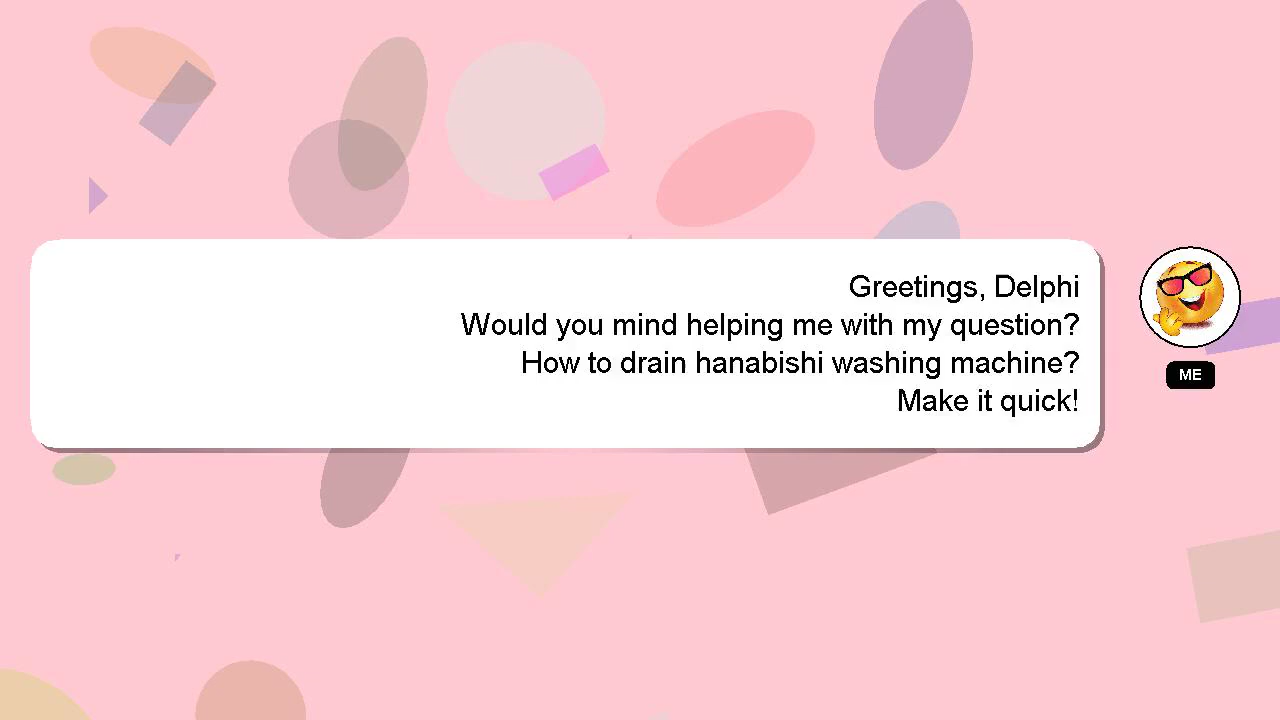 Greetings, Delphi
Would you mind helping me with my question?
How to drain hanabishi washing machine?
Make it quick!
ME